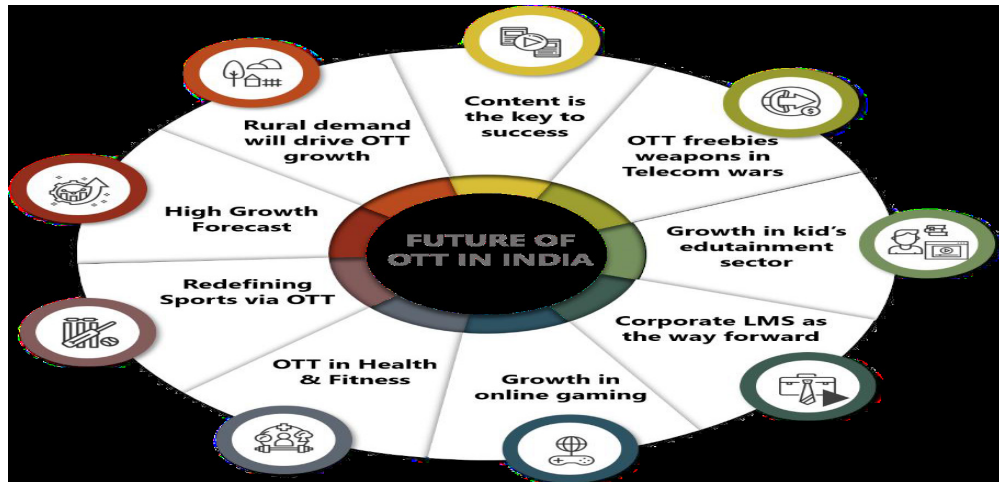 Content is
the key to
success
OTT freebies
weapons in
Telecom wars
Growth in kid's
edutainment
sector
Corporate LMS as
the way forward
Growth in
online gaming
OTT in Health
& Fitness
Redefining
Sports via OTT
High Growth
Forecast
Rural demand
will drive OTT
growth
FUTURE OF
OTT IN INDIA
$